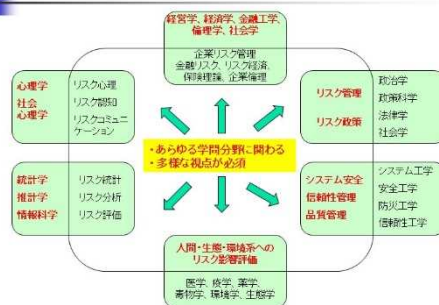 経営学、経済学、金融工学、
倫理学、社会学
企業リスク管理
金融リスク、リスク経済、
保険理論、企業倫理
心理学
社会
心理学
リスク心理
リスク認知
リスクコミュニ
ケーション
リスク管理
リスク政策
政治学
政策科学
法律学
社会学
・あらゆる学問分野に関わる
・多様な視点が必須
統計学
推計学
情報科学
リスク統計
リスク分析
リスク評価
システム安全
信頼性管理
品質管理
システム工学
安全工学
防災工学
信頼性工学
人間・生態・環境系への
リスク影響評価
医学、疫学、薬学、
毒物学、環境学、生態学